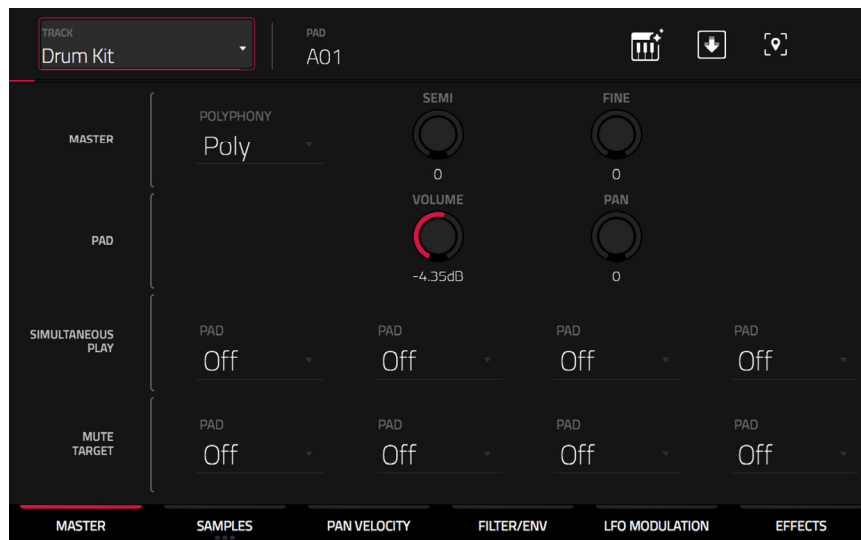 TRACK
Drum Kit
PAD
A01
MASTER
POLYPHONY
Poly
SEMI
0
FINE
0
PAD
VOLUME
-4.35dB
PAN
0
SIMULTANEOUS
PLAY
PAD
Off
PAD
Off
PAD
Off
PAD
Off
MUTE
TARGET
PAD
Off
PAD
Off
PAD
Off
PAD
Off
MASTER
SAMPLES
PAN VELOCITY
FILTER/ENV
LFO MODULATION
EFFECTS